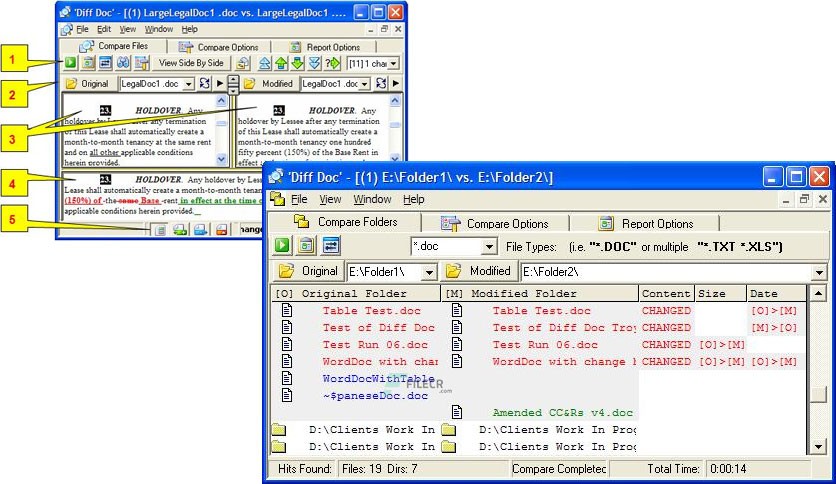 'Diff Doc' - [(1) LargeLegalDoc1 .doc vs. LargeLegalDoc1 ....
File Edit View Window Help
Compare Files Compare Options Report Options
1
View Side By Side
[11] 1 chan
2
Original LegalDoc1 .doc
Modified LegalDoc1 .doc
3
23. HOLDOVER. Any
holdover by Lessee after any termination
of this Lease shall automatically create a
month-to-month tenancy at the same rent
and on all other applicable conditions
herein provided.
23. HOLDOVER. Any
holdover by Lessee after any termination
of this Lease shall automatically create a
month-to-month tenancy one hundred
fifty percent (150%) of the Base Rent in
4
23. HOLDOVER. Any holdover by
Lease shall automatically create a month-to-month tenancy
(150%) of the same Base rent in effect at the time o
applicable conditions herein provided.
5
'Diff Doc' - [(1) E:\Folder1\ vs. E:\Folder2\]
File View Window Help
Compare Folders Compare Options Report Options
*.doc File Types: (i.e. "*.DOC" or multiple "*.TXT *.XLS")
Original E:\Folder1\ Modified E:\Folder2\
[O] Original Folder [M] Modified Folder Content Size Date
Table Test.doc Table Test.doc CHANGED [O]>[M]
Test of Diff Doc Test of Diff Doc Troy CHANGED [M]>[O]
Test Run 06.doc Test Run 06.doc CHANGED [O]>[M]
WordDoc with chan WordDoc with change h CHANGED [O]>[M] [O]>[M]
WordDocWithTable
FILECR
.com
~$paneseDoc.doc
Amended CC&Rs v4.doc
D:\Clients Work In D:\Clients Work In Prog
D:\Clients Work In D:\Clients Work In Prog
Hits Found: Files: 19 Dirs: 7 Compare Completed Total Time: 0:00:14